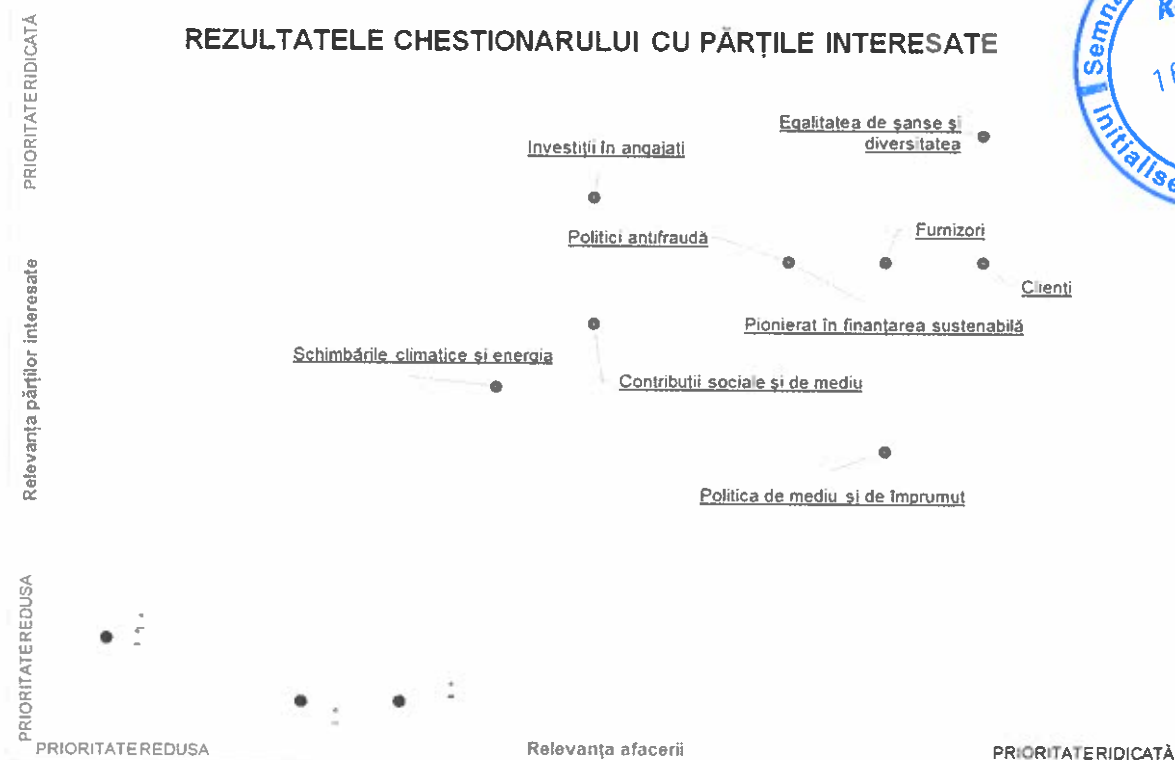 REZULTATELE CHESTIONARULUI CU PĂRȚILE INTERESATE
PRIORITATE RIDICATĂ
Relevanța părților interesate
PRIORITATE REDUSA
Egalitatea de șanse și
diversitatea
Investiții în angajați
Politici antifraudă
Furnizori
Clienți
Pionierat în finanțarea sustenabilă
Schimbările climatice și energia
Contribuții sociale și de mediu
Politica de mediu și de împrumut
PRIORITATE REDUSA
Relevanța afacerii
PRIORITATE RIDICATĂ